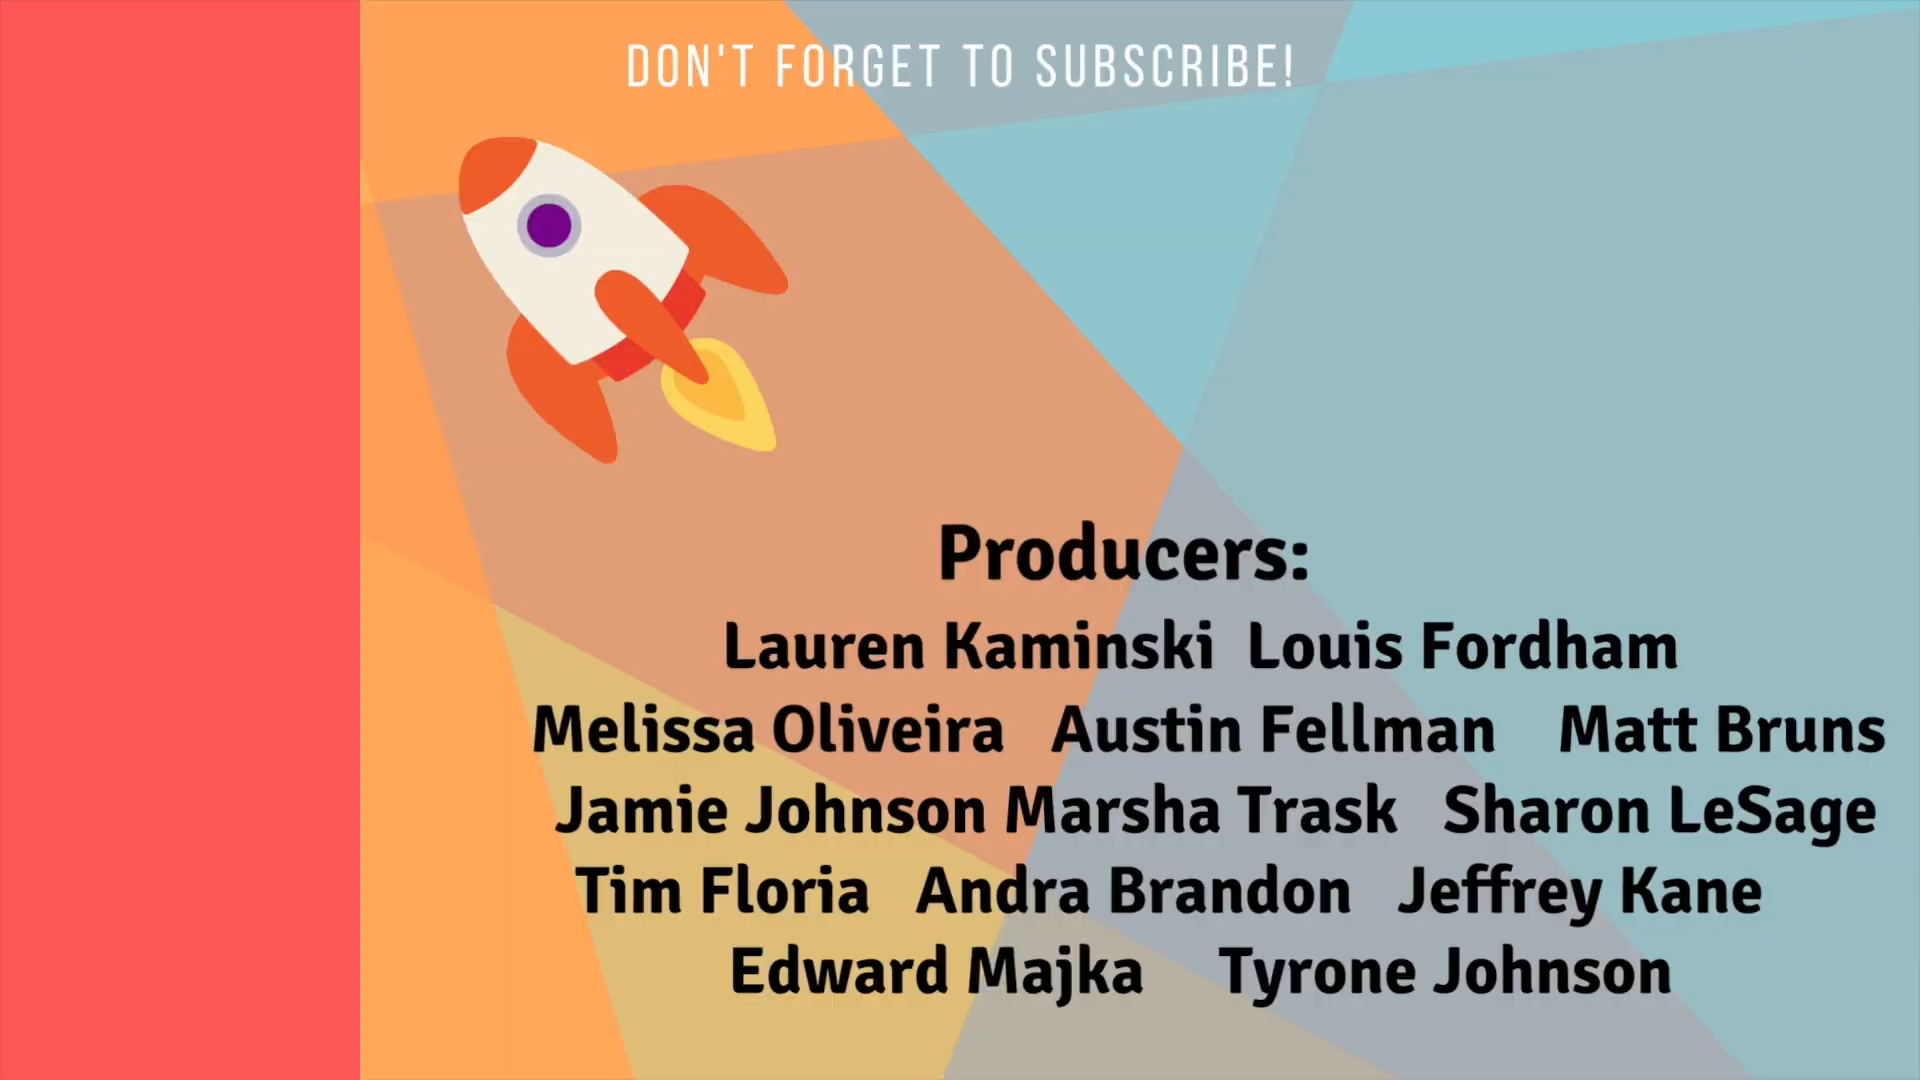 DON'T FORGET TO SUBSCRIBE!
Producers:
Lauren Kaminski Louis Fordham
Melissa Oliveira Austin Fellman Matt Bruns
Jamie Johnson Marsha Trask Sharon LeSage
Tim Floria Andra Brandon Jeffrey Kane
Edward Majka Tyrone Johnson